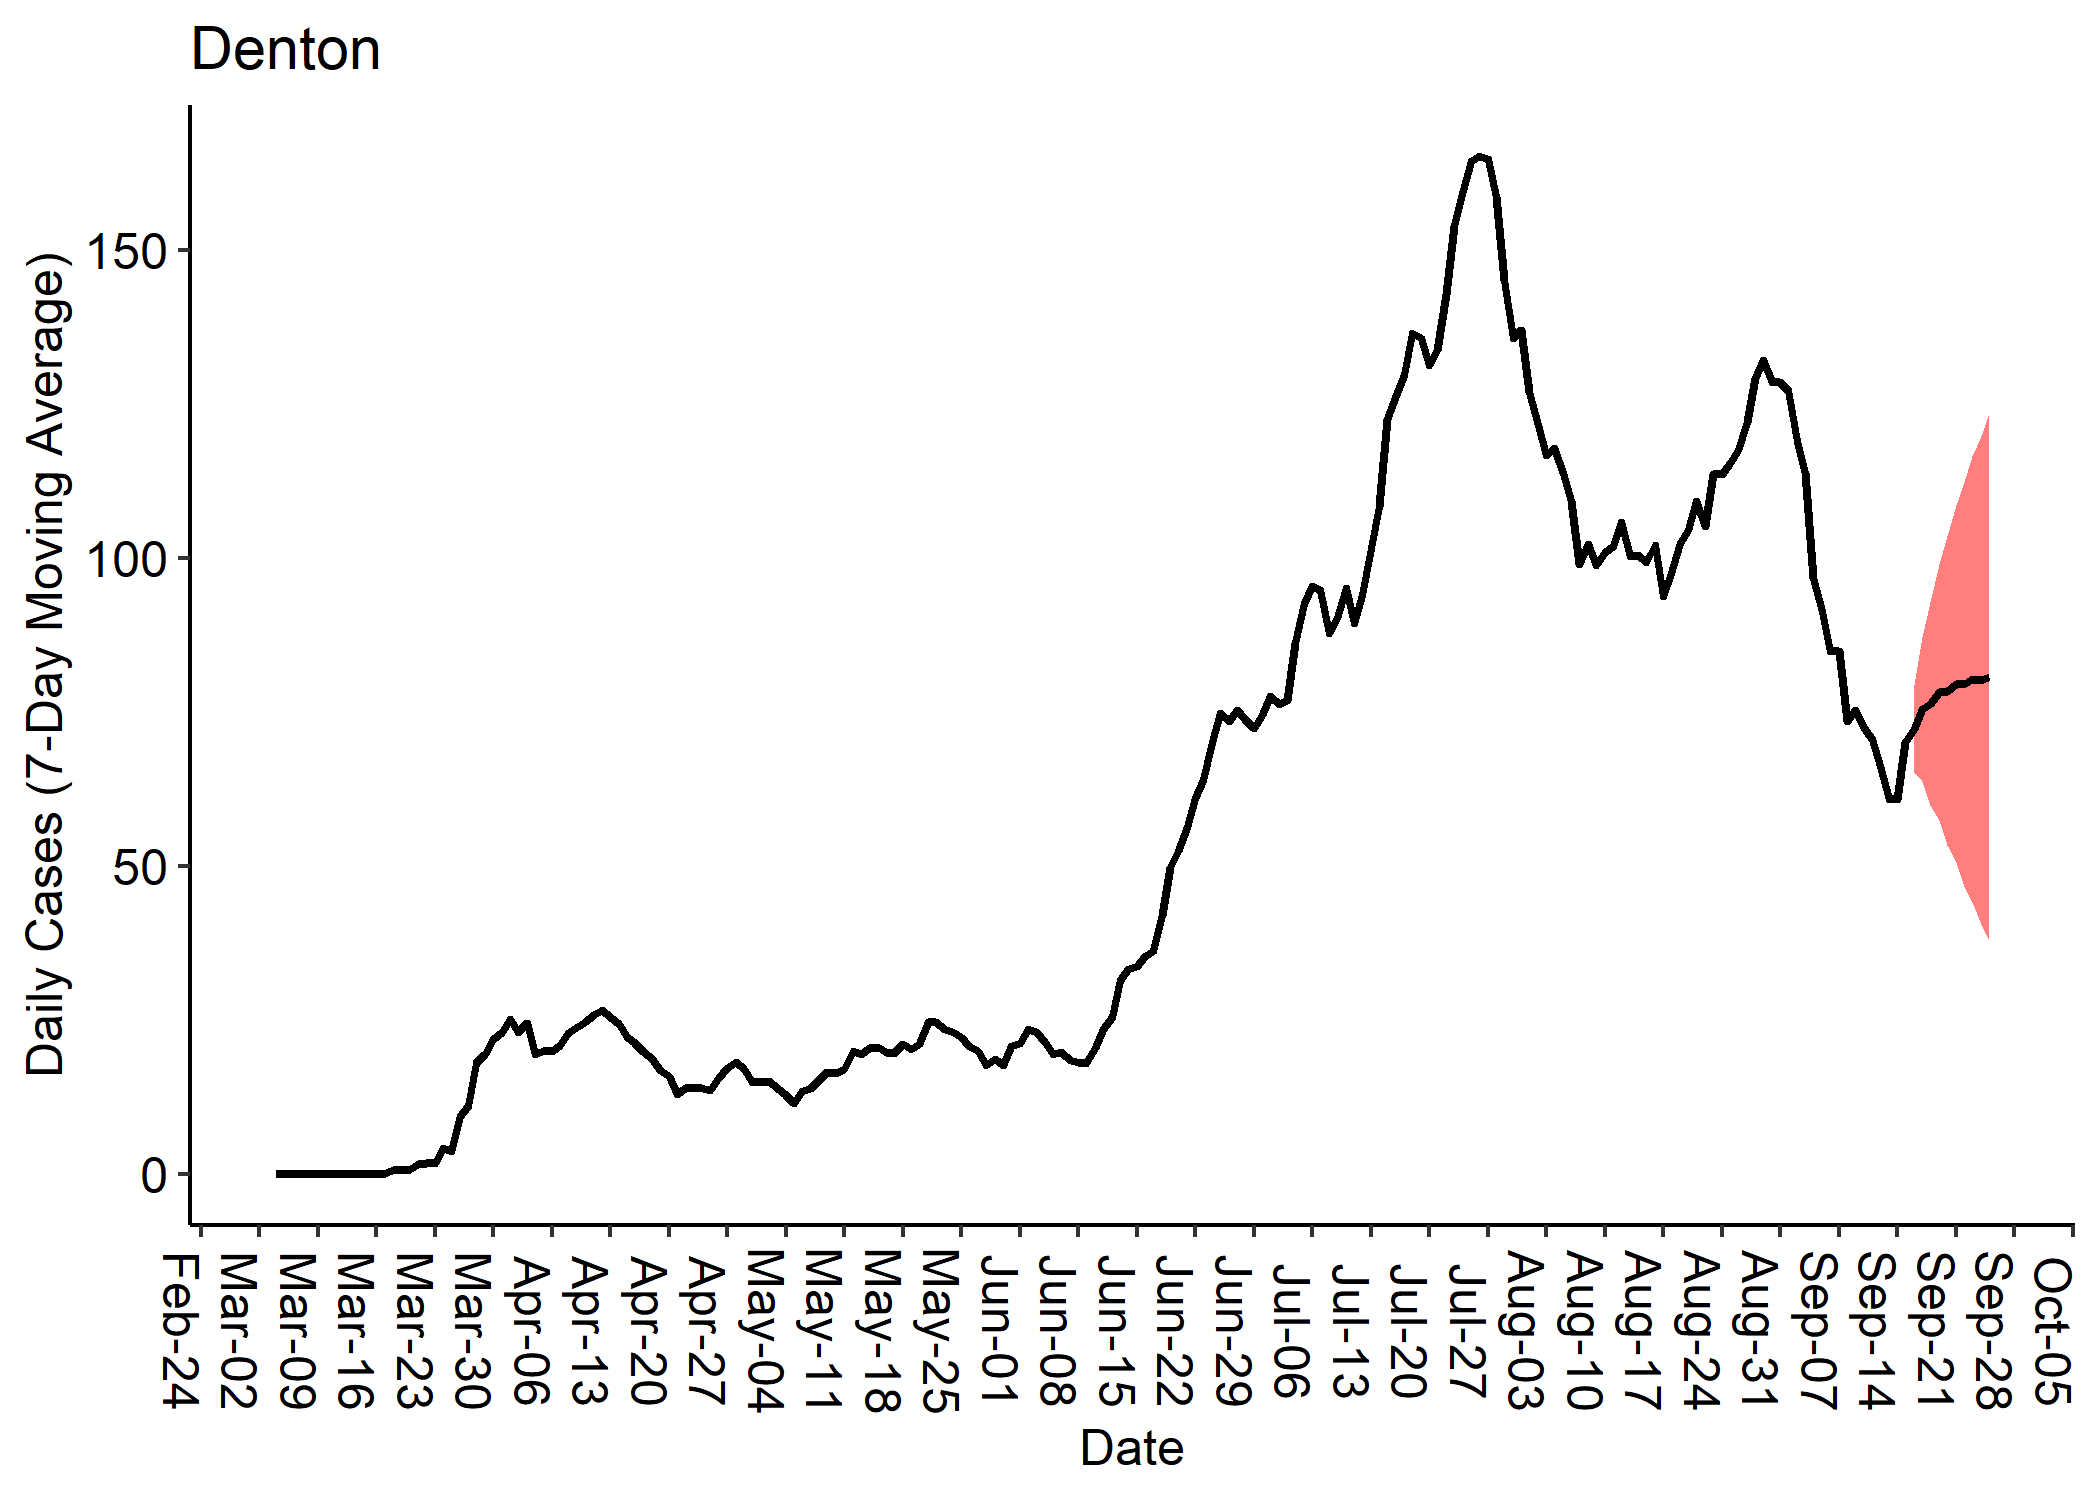 Denton
Daily Cases (7-Day Moving Average)
150
100
50
0
Feb-24
Mar-02
Mar-09
Mar-16
Mar-23
Mar-30
Apr-06
Apr-13
Apr-20
Apr-27
May-04
May-11
May-18
May-25
Jun-01
Jun-08
Jun-15
Jun-22
Jun-29
Jul-06
Jul-13
Jul-20
Jul-27
Aug-03
Aug-10
Aug-17
Aug-24
Aug-31
Sep-07
Sep-14
Sep-21
Sep-28
Oct-05
Date